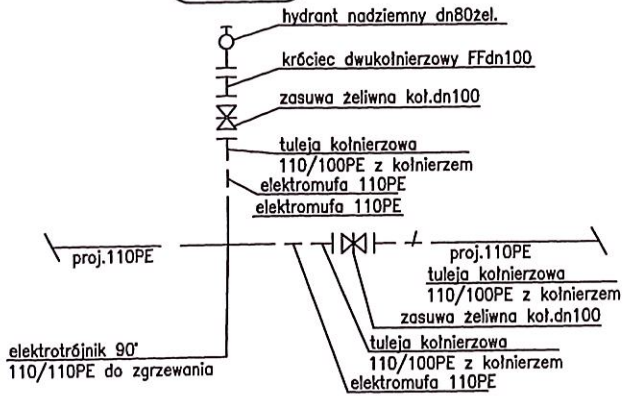 hydrant nadziemny dn80żel.
króciec dwukołnierzowy FFdn100
zasuwa żeliwna koł.dn100
tuleja kołnierzowa
110/100PE z kołnierzem
elektromufa 110PE
elektromufa 110PE
proj.110PE
proj.110PE
tuleja kołnierzowa
110/100PE z kołnierzem
zasuwa żeliwna koł.dn100
elektrotrójnik 90°
110/110PE do zgrzewania
tuleja kołnierzowa
110/100PE z kołnierzem
elektromufa 110PE